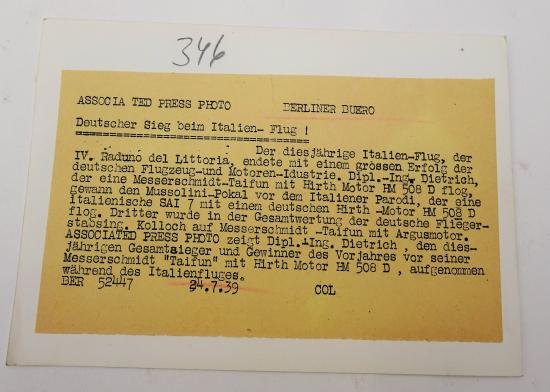 346
ASSOCIA TED PRESS PHOTO BERLINER BUERO
Deutscher Sieg beim Italien- Flug !
Der diesjährige Italien-Flug, der
IV. Raduno del Littoria, endete mit einem grossen Erfolg der
deutschen Flugzeug-und Motoren-Idustrie. Dipl.-Ing. Dietrich,
der eine Messerschmidt-Taifun mit Hirth Motor HM 508 D flog,
gewann den Mussolini-Pokal vor dem Italiener Parodi, der eine
Italienische SAI 7 mit einem deutschen Hirth -Motor HM 508 D
flog. Dritter wurde in der Gesamtwertung der deutsche Flieger-
stabsing. Kolloch auf Messerschmidt -Taifun mit Argusmotor.
ASSOCIATED PRESS PHOTO zeigt Dipl.-Ing. Dietrich , den dies-
jährigen Gesamtsieger und Gewinner des Vorjahres vor seiner
Messerschmidt "Taifun" mit Hirth Motor HM 508 D , aufgenommen
während des Italienfluges.
BER 52447 24.7.39 COL